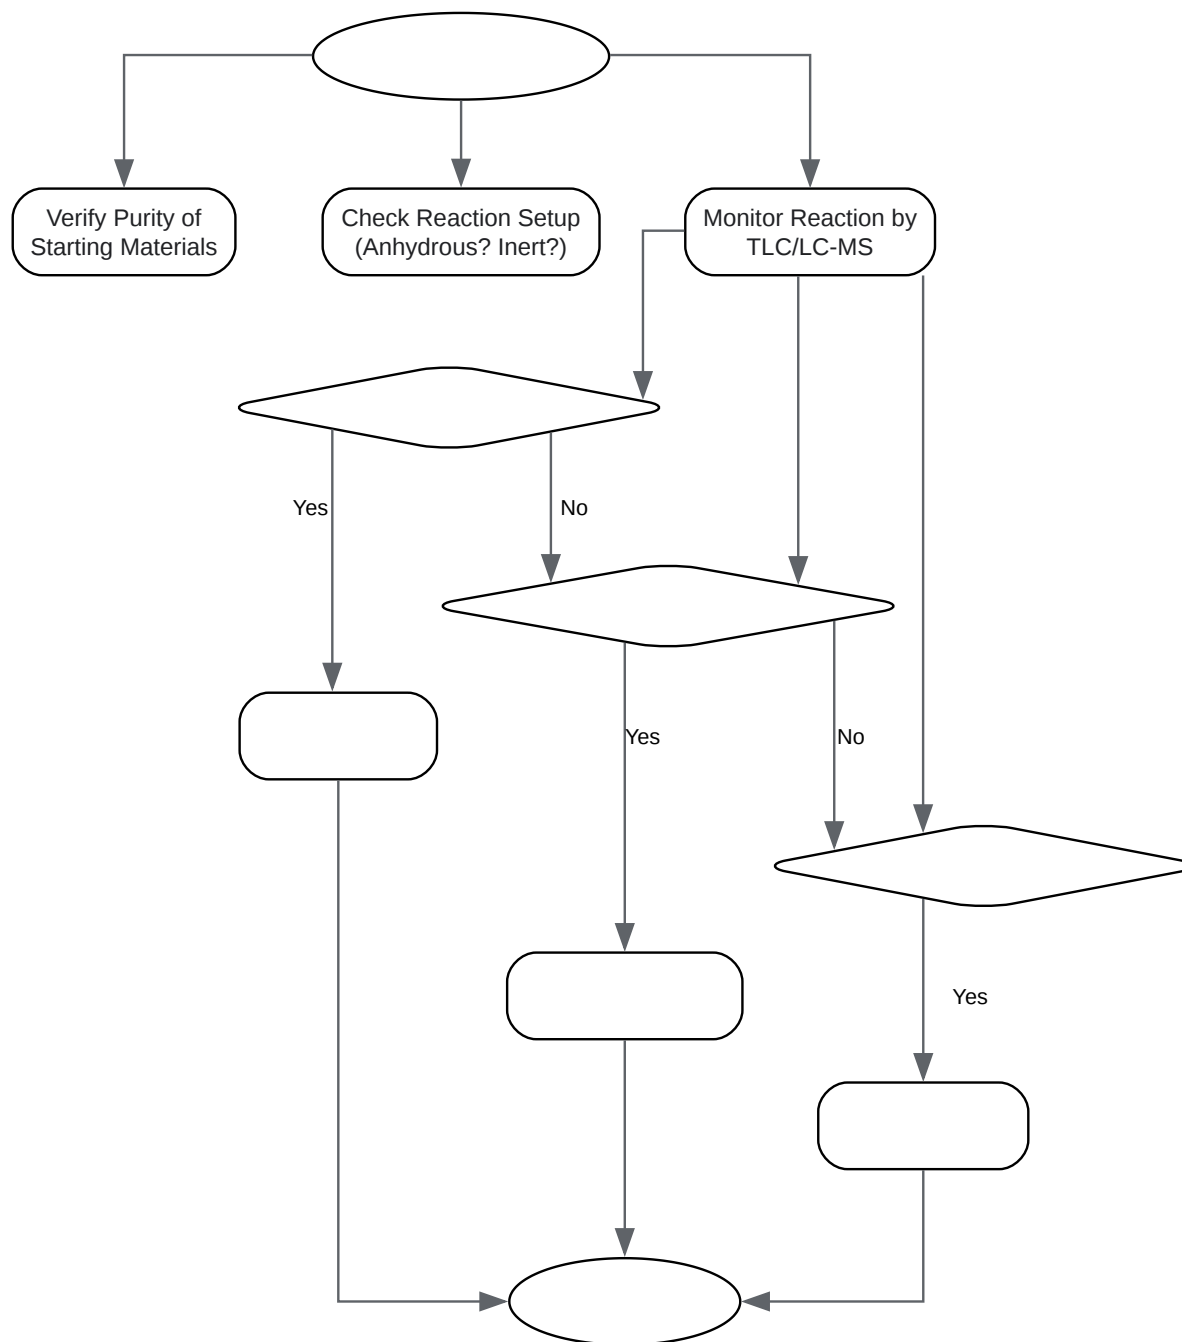 Verify Purity of
Starting Materials
Check Reaction Setup
(Anhydrous? Inert?)
Monitor Reaction by
TLC/LC-MS
Yes
No
Yes
No
Yes